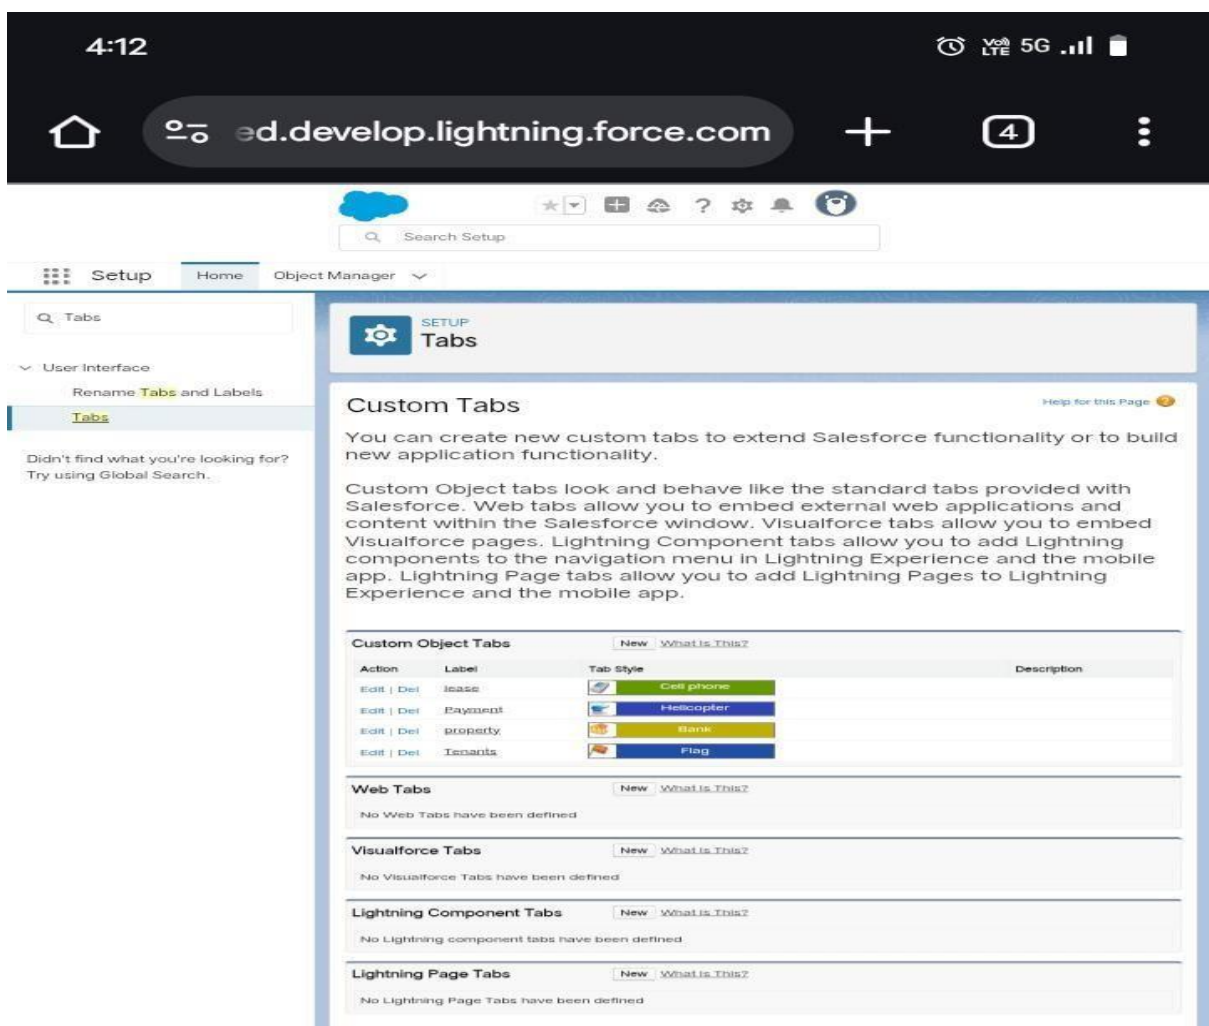 4:12
Vo)) LTE 5G
ed.develop.lightning.force.com
4
Search Setup
Setup Home Object Manager
Tabs
User Interface
Rename Tabs and Labels
Tabs
Didn't find what you're looking for?
Try using Global Search.
SETUP
Tabs
Custom Tabs
Help for this Page
You can create new custom tabs to extend Salesforce functionality or to build
new application functionality.
Custom Object tabs look and behave like the standard tabs provided with
Salesforce. Web tabs allow you to embed external web applications and
content within the Salesforce window. Visualforce tabs allow you to embed
Visualforce pages. Lightning Component tabs allow you to add Lightning
components to the navigation menu in Lightning Experience and the mobile
app. Lightning Page tabs allow you to add Lightning Pages to Lightning
Experience and the mobile app.
Custom Object Tabs New What Is This?
Action Label Tab Style Description
Edit | Del lease Cell phone
Edit | Del Payment Helicopter
Edit | Del property Bank
Edit | Del Tenants Flag
Web Tabs New What Is This?
No Web Tabs have been defined
Visualforce Tabs New What Is This?
No Visualforce Tabs have been defined
Lightning Component Tabs New What Is This?
No Lightning component tabs have been defined
Lightning Page Tabs New What Is This?
No Lightning Page Tabs have been defined